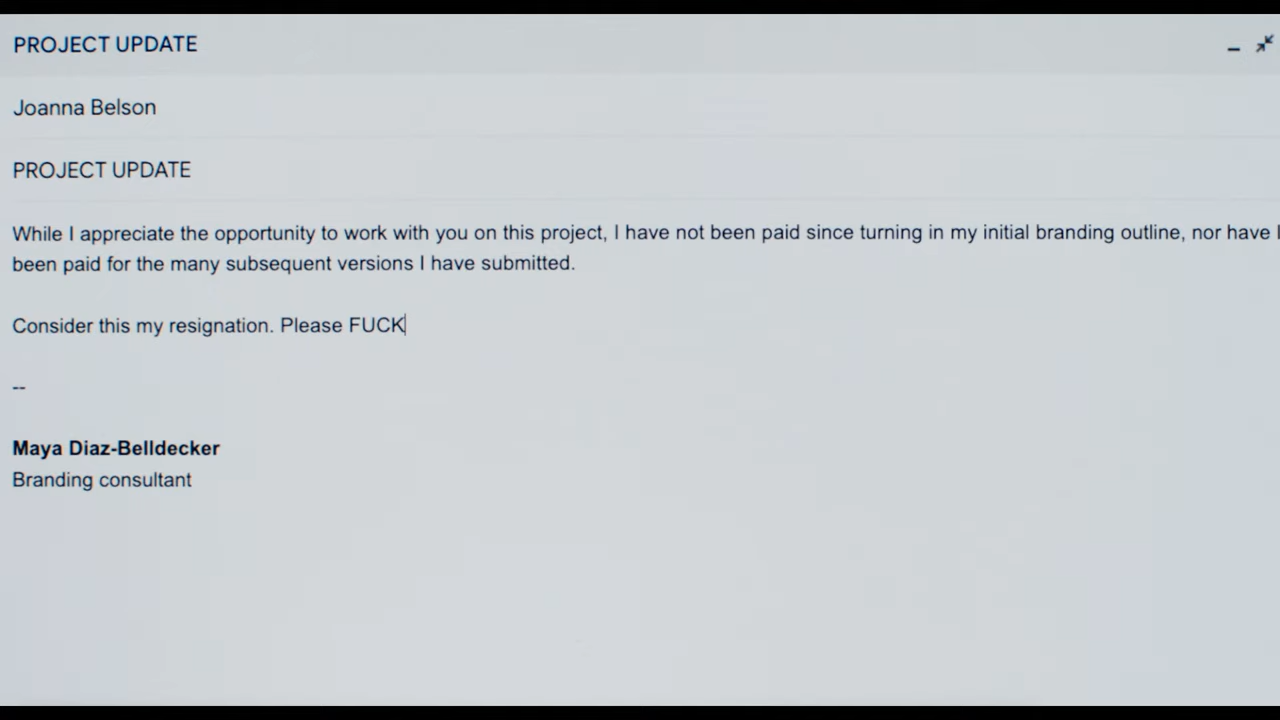 PROJECT UPDATE
Joanna Belson
PROJECT UPDATE
While I appreciate the opportunity to work with you on this project, I have not been paid since turning in my initial branding outline, nor have I
been paid for the many subsequent versions I have submitted.
Consider this my resignation. Please FUCK
--
Maya Diaz-Belldecker
Branding consultant